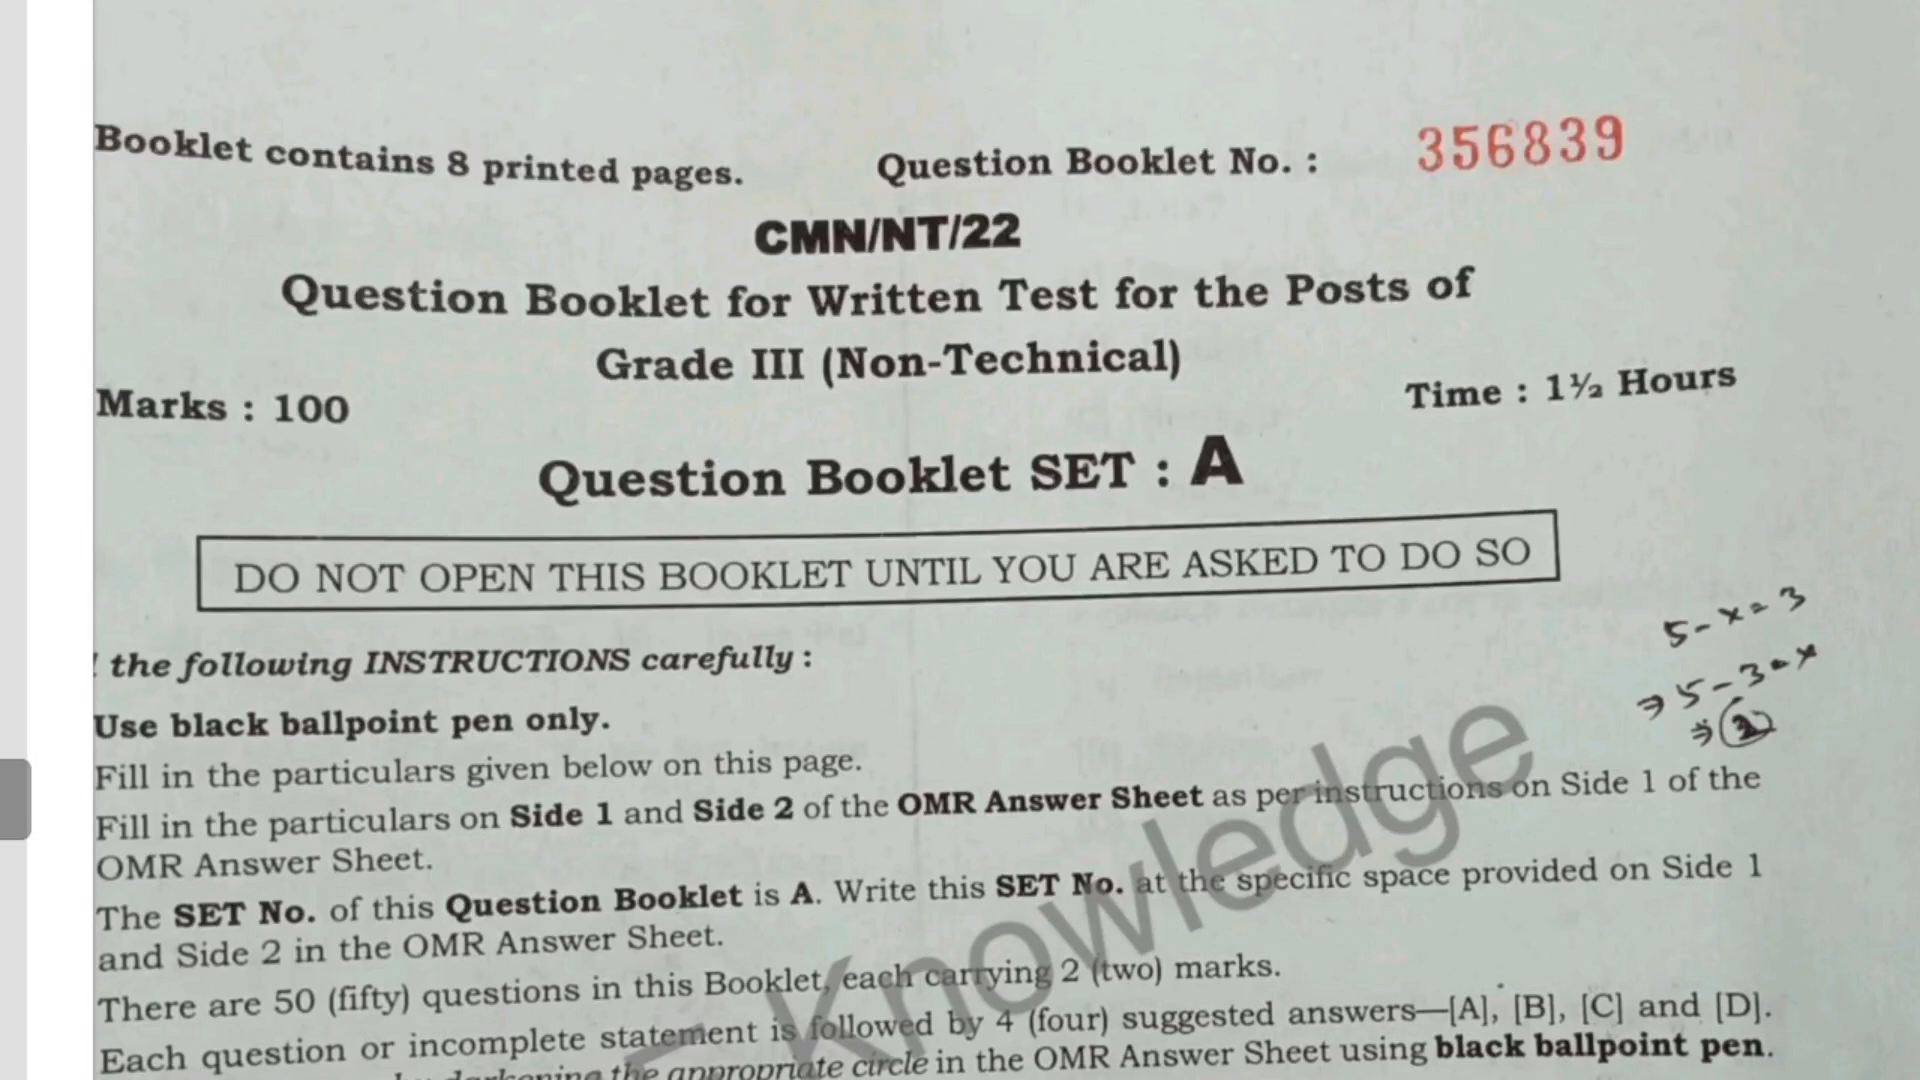 Booklet contains 8 printed pages. Question Booklet No. : 356839
CMN/NT/22
Question Booklet for Written Test for the Posts of
Grade III (Non-Technical)
Marks : 100 Time : 1½ Hours
Question Booklet SET : A
DO NOT OPEN THIS BOOKLET UNTIL YOU ARE ASKED TO DO SO
5 - x = 3
⇒ 5 - 3 = x
⇒ 2
the following INSTRUCTIONS carefully :
Use black ballpoint pen only.
Fill in the particulars given below on this page.
Fill in the particulars on Side 1 and Side 2 of the OMR Answer Sheet as per instructions on Side 1 of the
OMR Answer Sheet.
The SET No. of this Question Booklet is A. Write this SET No. at the specific space provided on Side 1
and Side 2 in the OMR Answer Sheet.
There are 50 (fifty) questions in this Booklet, each carrying 2 (two) marks.
Each question or incomplete statement is followed by 4 (four) suggested answers—[A], [B], [C] and [D].
darkening the appropriate circle in the OMR Answer Sheet using black ballpoint pen.
Knowledge